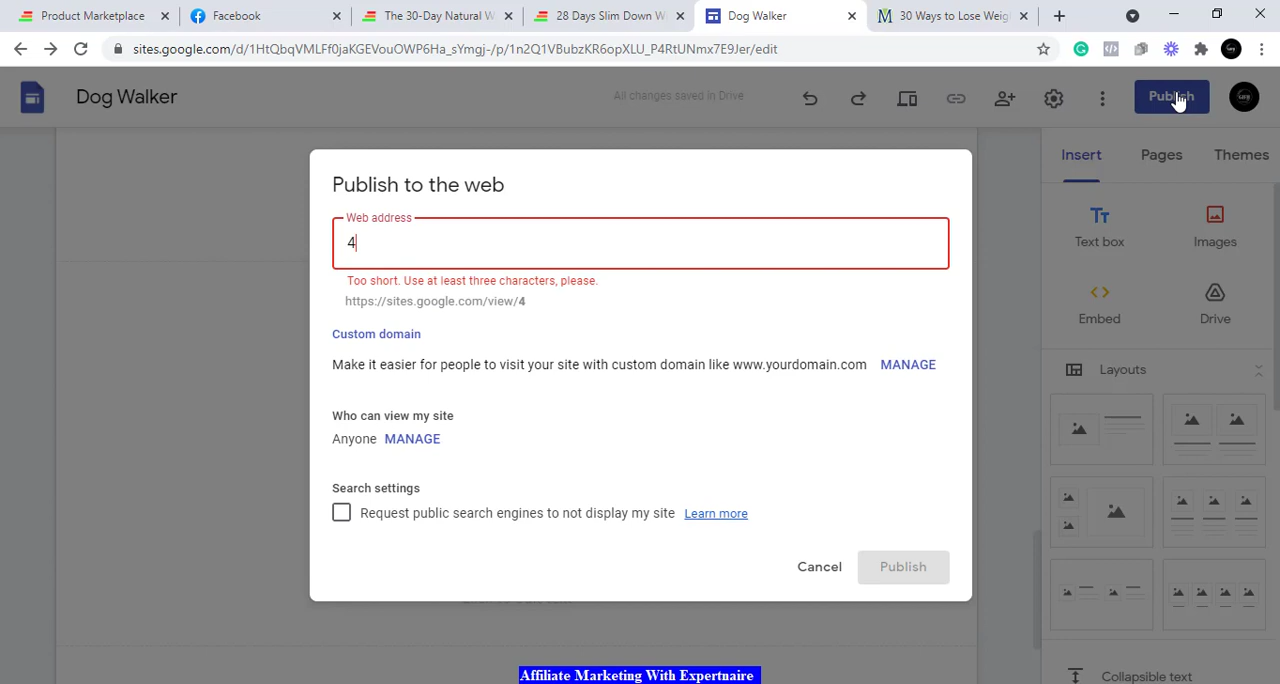 Product Marketplace
Facebook
The 30-Day Natural W
28 Days Slim Down W
Dog Walker
30 Ways to Lose Weig
sites.google.com/d/1HtQbqVMLFf0jaKGEVouOWP6Ha_sYmgj-/p/1n2Q1VBubzKR6opXLU_P4RtUNmx7E9Jer/edit
Dog Walker
All changes saved in Drive
Publish
Insert
Pages
Themes
Text box
Images
Embed
Drive
Layouts
Collapsible text
Publish to the web
Web address
4
Too short. Use at least three characters, please.
https://sites.google.com/view/4
Custom domain
Make it easier for people to visit your site with custom domain like www.yourdomain.com MANAGE
Who can view my site
Anyone MANAGE
Search settings
Request public search engines to not display my site Learn more
Cancel
Publish
Affiliate Marketing With Expertnaire